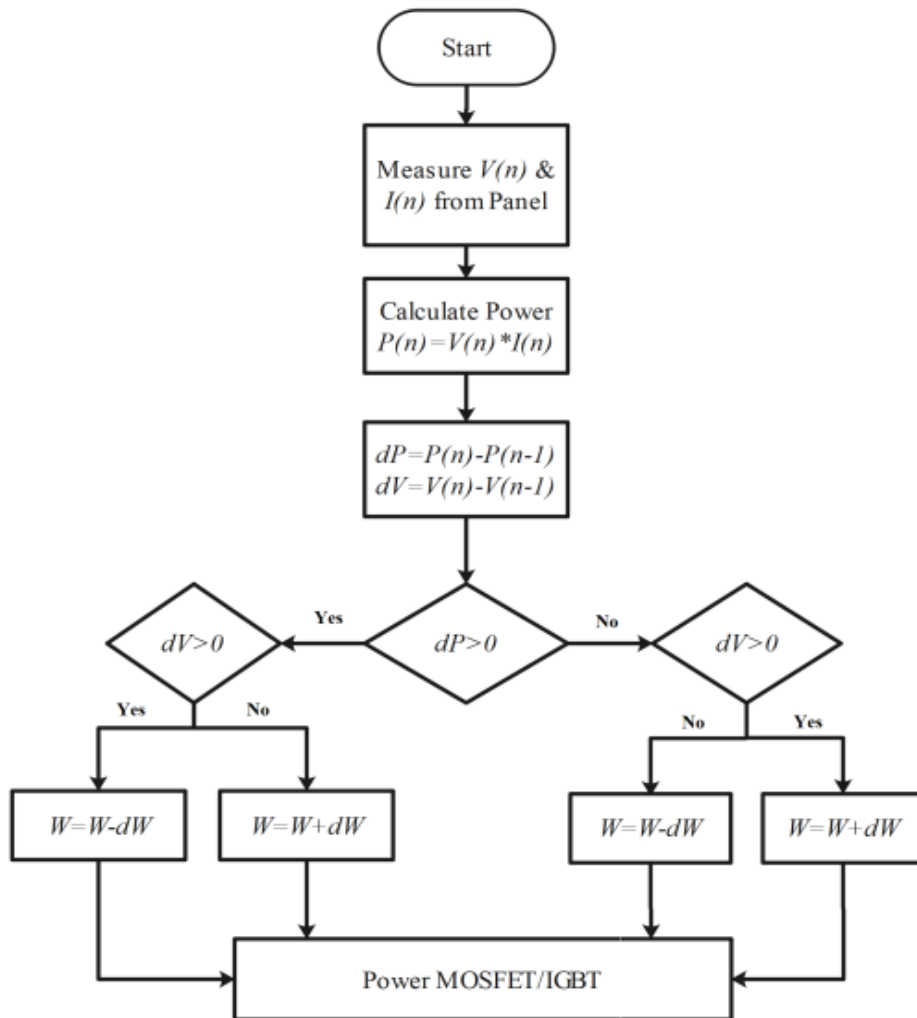 Start
Measure V(n) &
I(n) from Panel
Calculate Power
P(n)=V(n)*I(n)
dP=P(n)-P(n-1)
dV=V(n)-V(n-1)
dV>0
Yes
dP>0
No
dV>0
Yes
No
No
Yes
W=W-dW
W=W+dW
W=W-dW
W=W+dW
Power MOSFET/IGBT